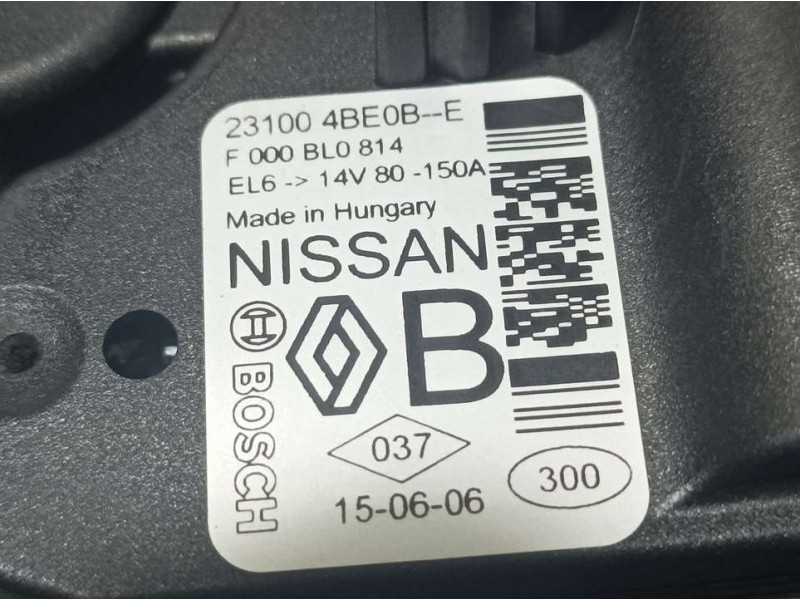 23100 4BE0B--E
F 000 BL0 814
EL6 -> 14V 80 -150A
Made in Hungary
NISSAN
B
BOSCH
037
300
15-06-06